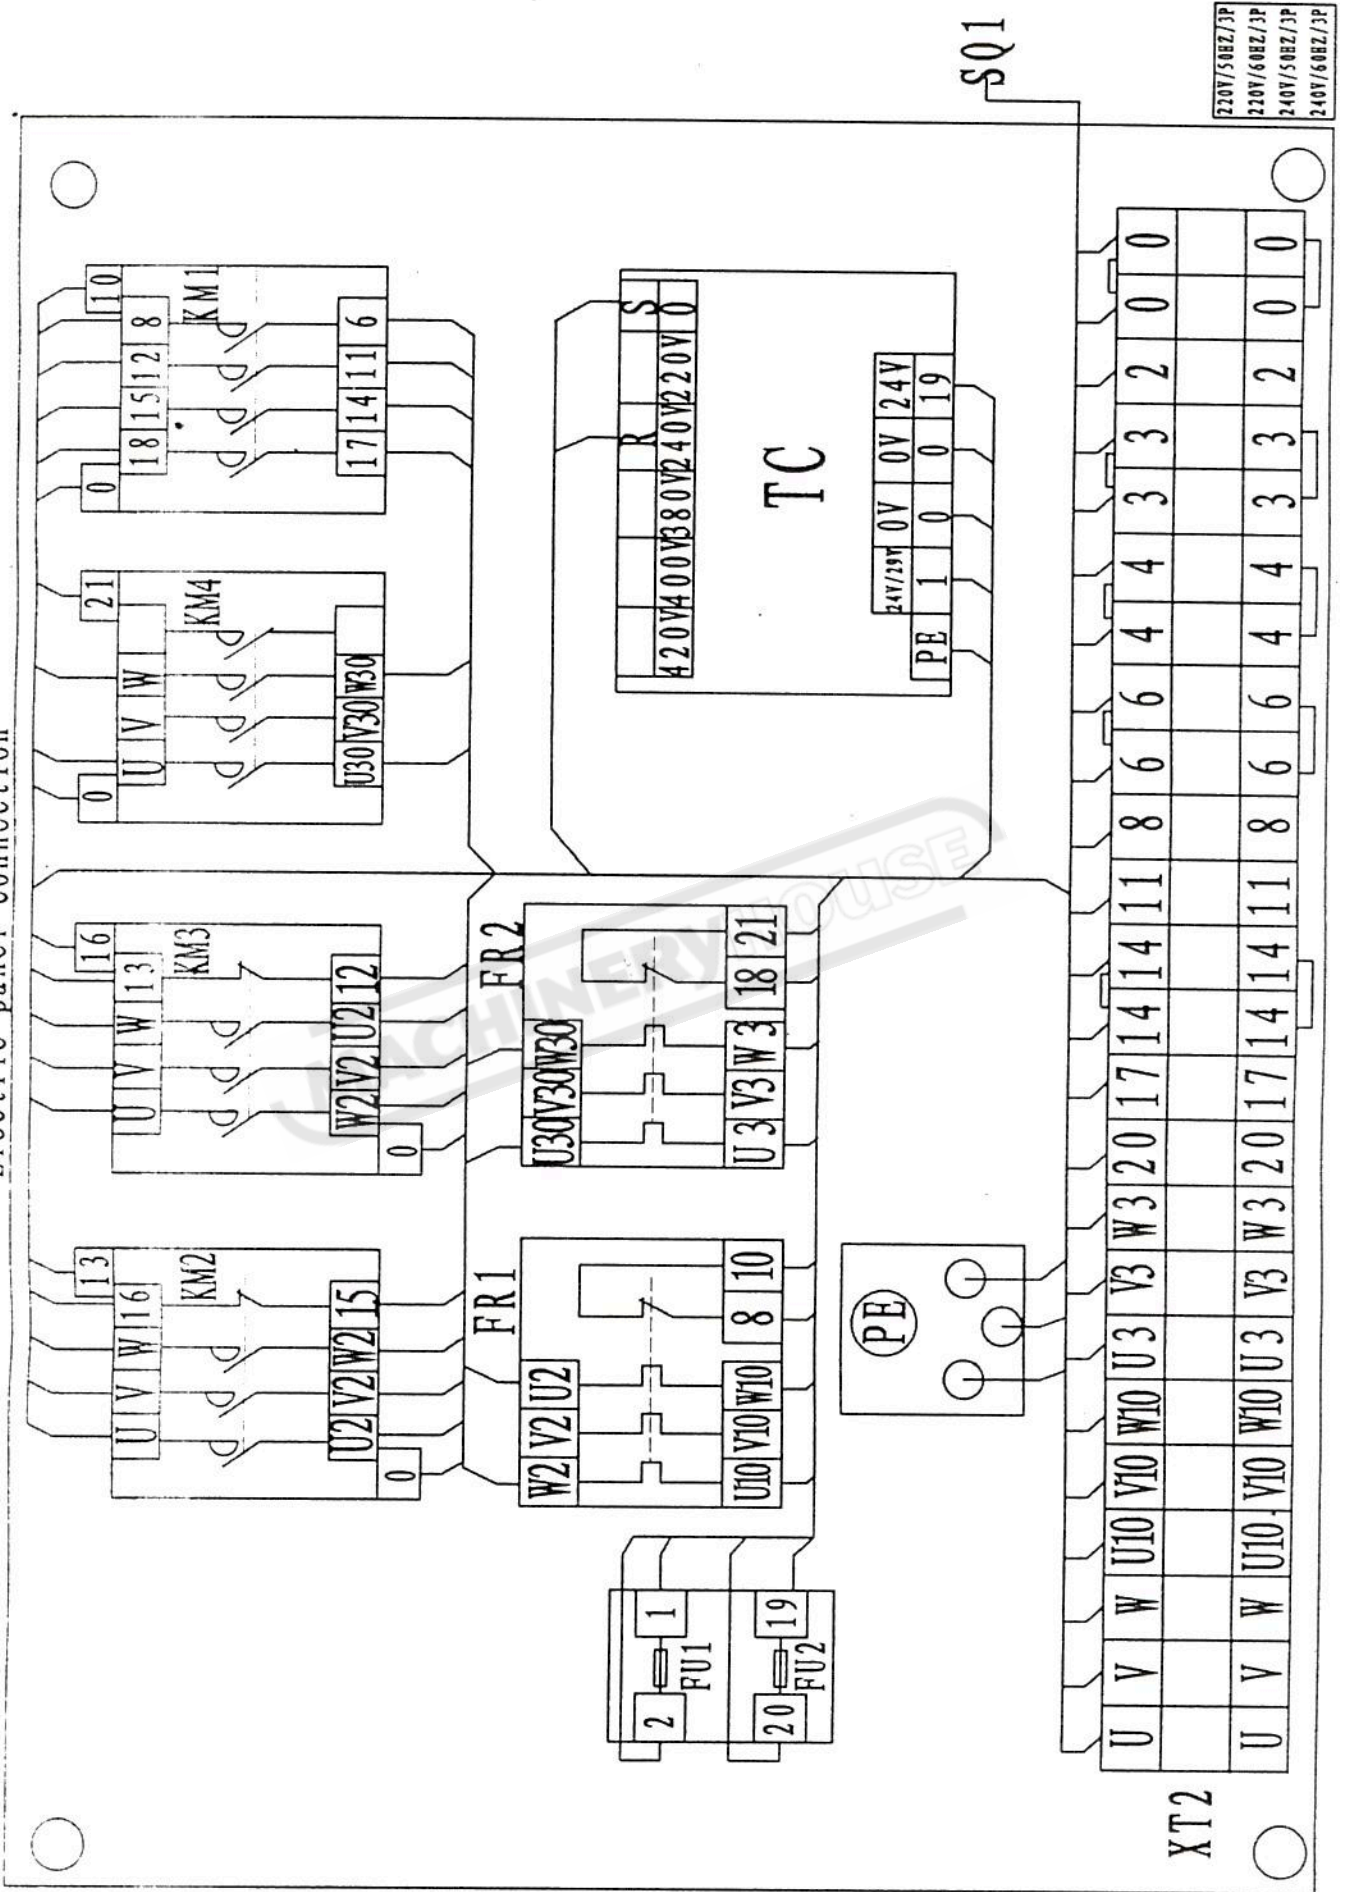 Electric panel connection
13
U V W 16
KM2
U2 V2 W2 15
0
16
U V W 13
KM3
W2 V2 U2 12
0
0
21
U V W
KM4
U30 V30 W30
0
10
18 15 12 8
KM1
17 14 11 6
FR1
W2 V2 U2
8 10
U10 V10 W10
FR2
U30 V30 W30
18 21
U3 V3 W3
S
R
420V 400V 380V 240V 220V 0
TC
24V/29V 0V 0V 24V
PE 1 0 0 19
2 1
FU1
20 19
FU2
PE
SQ1
U V W U10 V10 W10 U3 V3 W3 20 17 14 14 11 8 6 6 4 4 3 3 2 0 0
XT2
U V W U10 V10 W10 U3 V3 W3 20 17 14 14 11 8 6 6 4 4 3 3 2 0 0
220V/50HZ/3P
220V/60HZ/3P
240V/50HZ/3P
240V/60HZ/3P
MACHINERYHOUSE